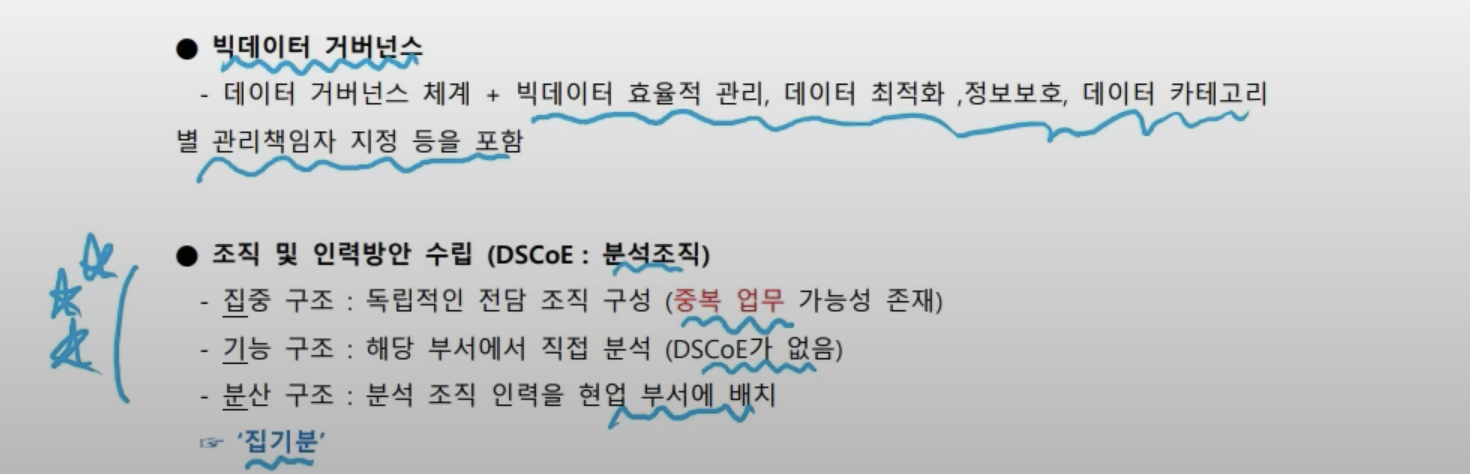 ● 빅데이터 거버넌스
- 데이터 거버넌스 체계 + 빅데이터 효율적 관리, 데이터 최적화 ,정보보호, 데이터 카테고리
별 관리책임자 지정 등을 포함
● 조직 및 인력방안 수립 (DSCoE : 분석조직)
- 집중 구조 : 독립적인 전담 조직 구성 (중복 업무 가능성 존재)
- 기능 구조 : 해당 부서에서 직접 분석 (DSCoE가 없음)
- 분산 구조 : 분석 조직 인력을 현업 부서에 배치
☞ ‘집기분’